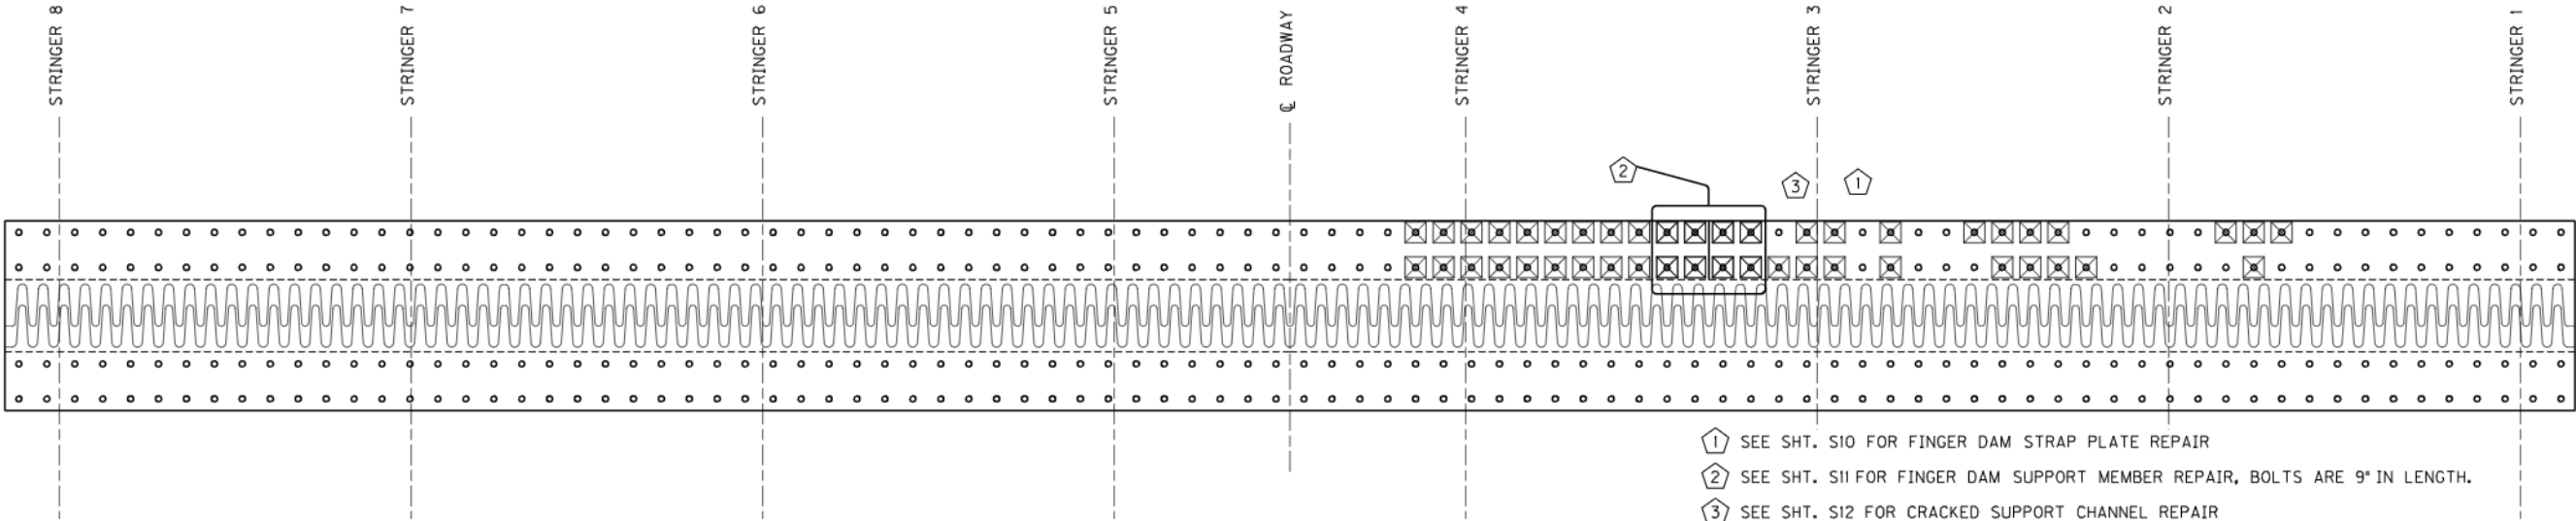 STRINGER 8
STRINGER 7
STRINGER 6
STRINGER 5
℄ ROADWAY
STRINGER 4
STRINGER 3
STRINGER 2
STRINGER 1
2
3
1
1 SEE SHT. S10 FOR FINGER DAM STRAP PLATE REPAIR
2 SEE SHT. S11 FOR FINGER DAM SUPPORT MEMBER REPAIR, BOLTS ARE 9" IN LENGTH.
3 SEE SHT. S12 FOR CRACKED SUPPORT CHANNEL REPAIR